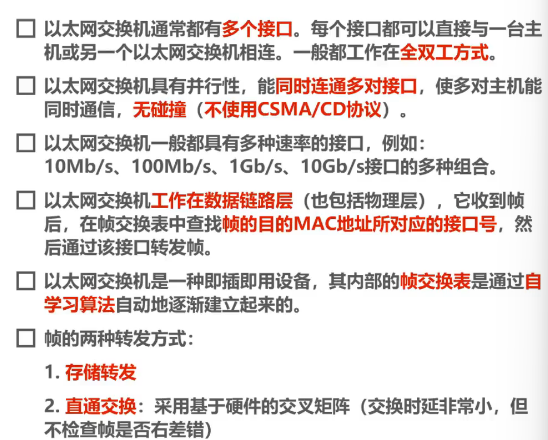 以太网交换机通常都有多个接口。每个接口都可以直接与一台主
机或另一个以太网交换机相连。一般都工作在全双工方式。
以太网交换机具有并行性，能同时连通多对接口，使多对主机能
同时通信，无碰撞（不使用CSMA/CD协议）。
以太网交换机一般都具有多种速率的接口，例如：
10Mb/s、100Mb/s、1Gb/s、10Gb/s接口的多种组合。
以太网交换机工作在数据链路层（也包括物理层），它收到帧
后，在帧交换表中查找帧的目的MAC地址所对应的接口号，然
后通过该接口转发帧。
以太网交换机是一种即插即用设备，其内部的帧交换表是通过自
学习算法自动地逐渐建立起来的。
帧的两种转发方式：
1. 存储转发
2. 直通交换：采用基于硬件的交叉矩阵（交换时延非常小，但
不检查帧是否右差错）